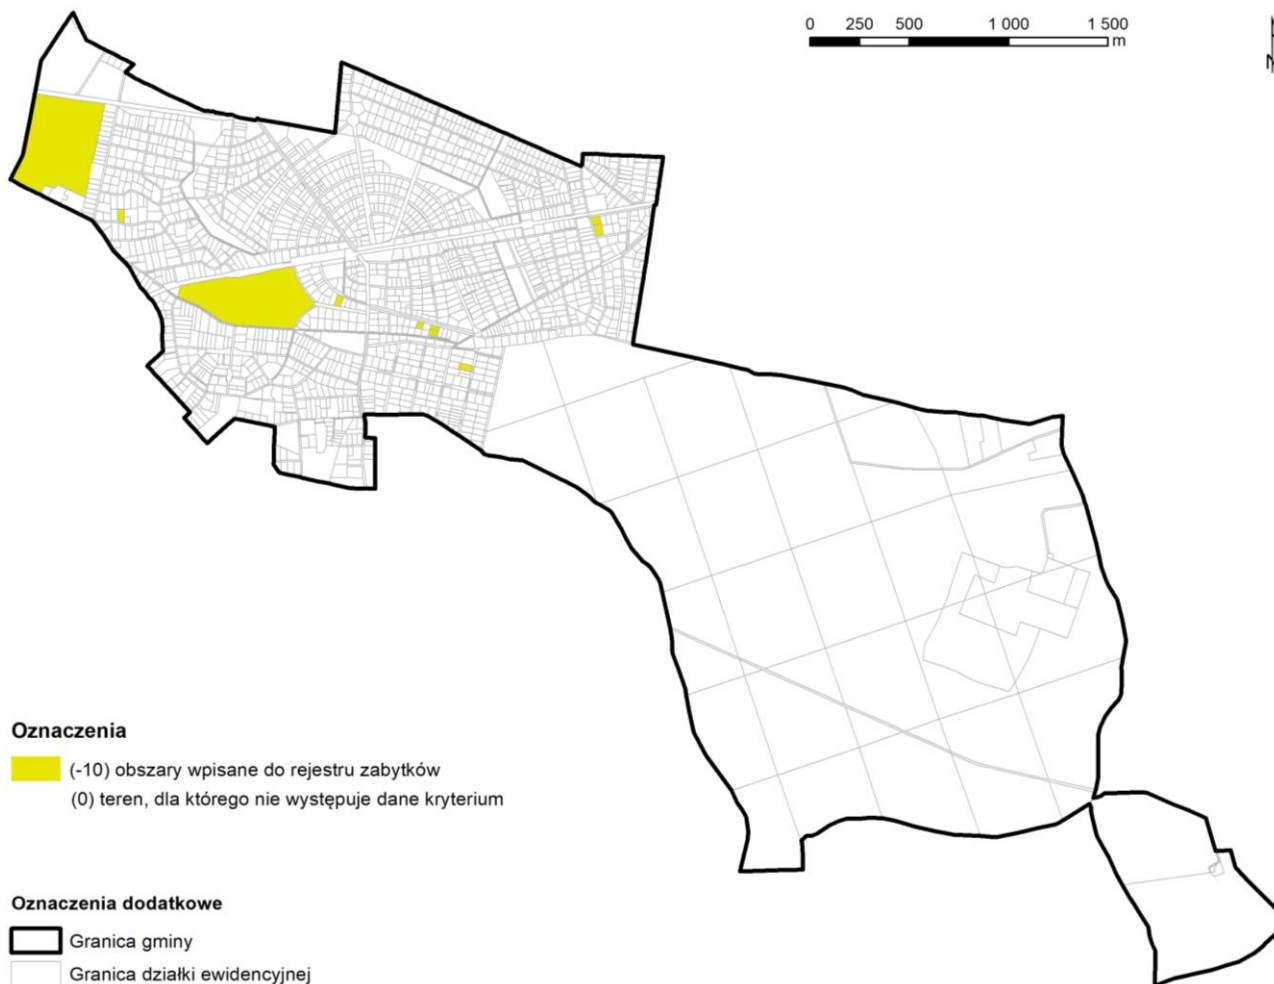 0 250 500 1 000 1 500
m
N
Oznaczenia
(-10) obszary wpisane do rejestru zabytków
(0) teren, dla którego nie występuje dane kryterium
Oznaczenia dodatkowe
Granica gminy
Granica działki ewidencyjnej